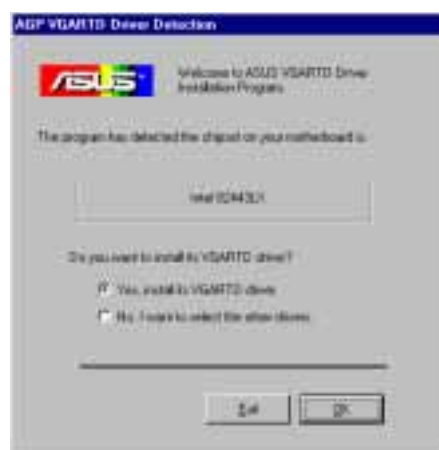 AGP VGARTD Driver Detection
ASUS
Welcome to ASUS VGARTD Driver
Installation Program.
The program has detected the chipset on your motherboard is:
Intel 82443LX
Do you want to install its VGARTD driver?
Yes, install its VGARTD driver.
No, I want to select the other drivers.
Exit
OK